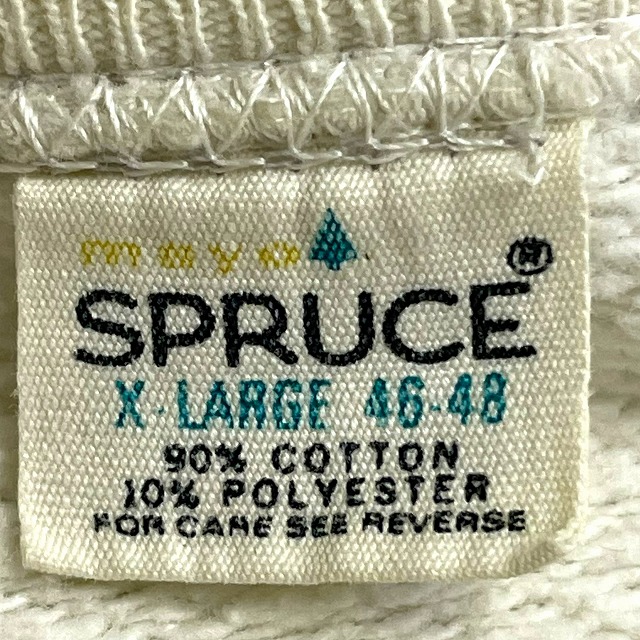 mayo
SPRUCE®
X-LARGE 46-48
90% COTTON
10% POLYESTER
FOR CARE SEE REVERSE